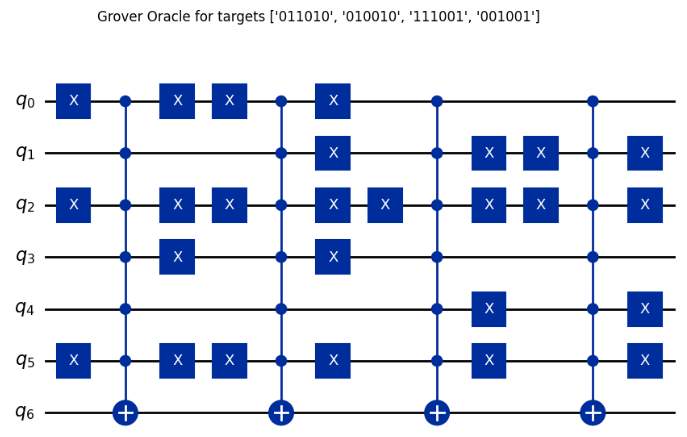 Grover Oracle for targets ['011010', '010010', '111001', '001001']
q0 X X X X
q1 X X X X
q2 X X X X X X X X
q3 X X
q4 X X
q5 X X X X X X
q6